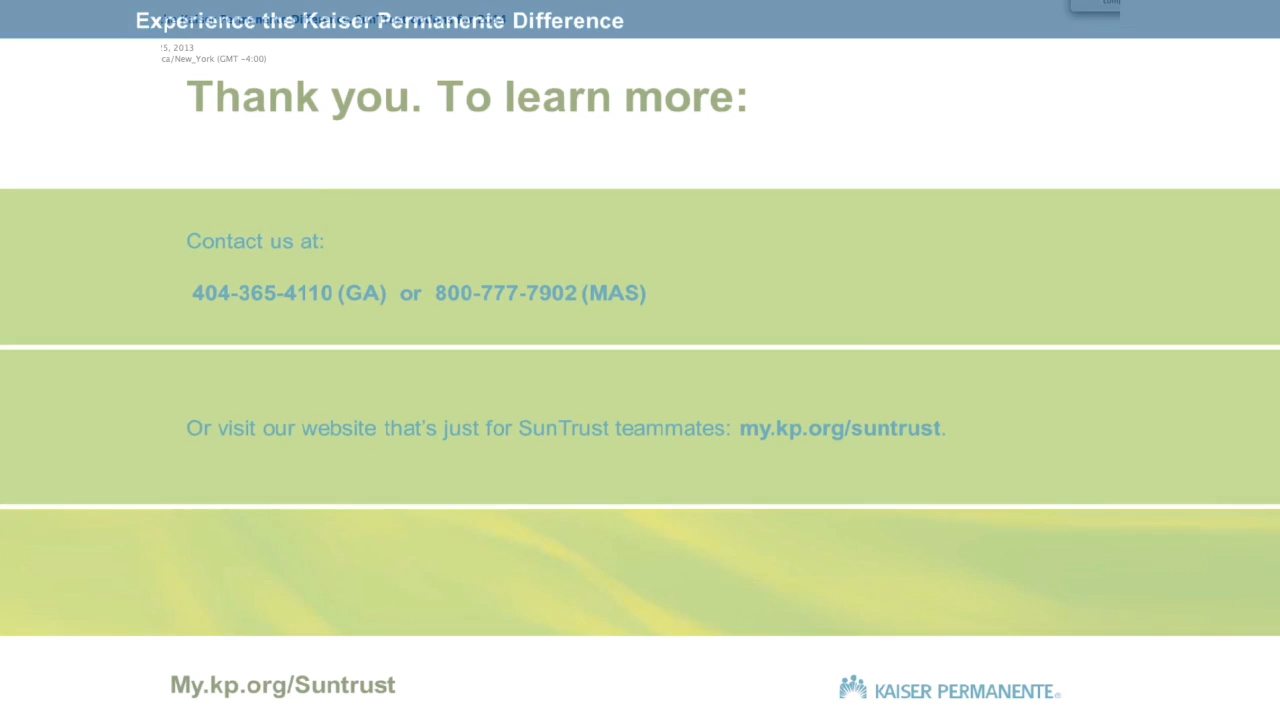 Experience the Kaiser Permanente Difference
5, 2013
ca/New_York (GMT -4:00)
Thank you. To learn more:
Contact us at:
404-365-4110 (GA) or 800-777-7902 (MAS)
Or visit our website that's just for SunTrust teammates: my.kp.org/suntrust.
My.kp.org/Suntrust
KAISER PERMANENTE®